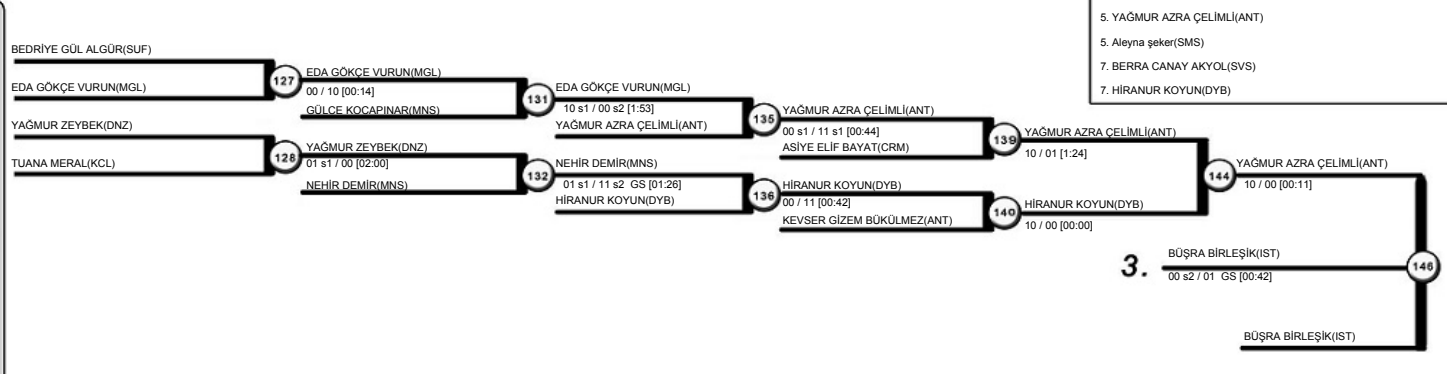 5. YAĞMUR AZRA ÇELİMLİ(ANT)
5. Aleyna şeker(SMS)
7. BERRA CANAY AKYOL(SVS)
7. HİRANUR KOYUN(DYB)
BEDRİYE GÜL ALGÜR(SUF)
EDA GÖKÇE VURUN(MGL)
YAĞMUR ZEYBEK(DNZ)
TUANA MERAL(KCL)
127
128
EDA GÖKÇE VURUN(MGL)
00 / 10 [00:14]
GÜLCE KOCAPINAR(MNS)
YAĞMUR ZEYBEK(DNZ)
01 s1 / 00 [02:00]
NEHİR DEMİR(MNS)
131
132
EDA GÖKÇE VURUN(MGL)
10 s1 / 00 s2 [1:53]
YAĞMUR AZRA ÇELİMLİ(ANT)
NEHİR DEMİR(MNS)
01 s1 / 11 s2 GS [01:26]
HİRANUR KOYUN(DYB)
135
136
YAĞMUR AZRA ÇELİMLİ(ANT)
00 s1 / 11 s1 [00:44]
ASİYE ELİF BAYAT(CRM)
HİRANUR KOYUN(DYB)
00 / 11 [00:42]
KEVSER GİZEM BÜKÜLMEZ(ANT)
139
140
YAĞMUR AZRA ÇELİMLİ(ANT)
10 / 01 [1:24]
HİRANUR KOYUN(DYB)
10 / 00 [00:00]
144
YAĞMUR AZRA ÇELİMLİ(ANT)
10 / 00 [00:11]
3.
BÜŞRA BİRLEŞİK(IST)
00 s2 / 01 GS [00:42]
146
BÜŞRA BİRLEŞİK(IST)